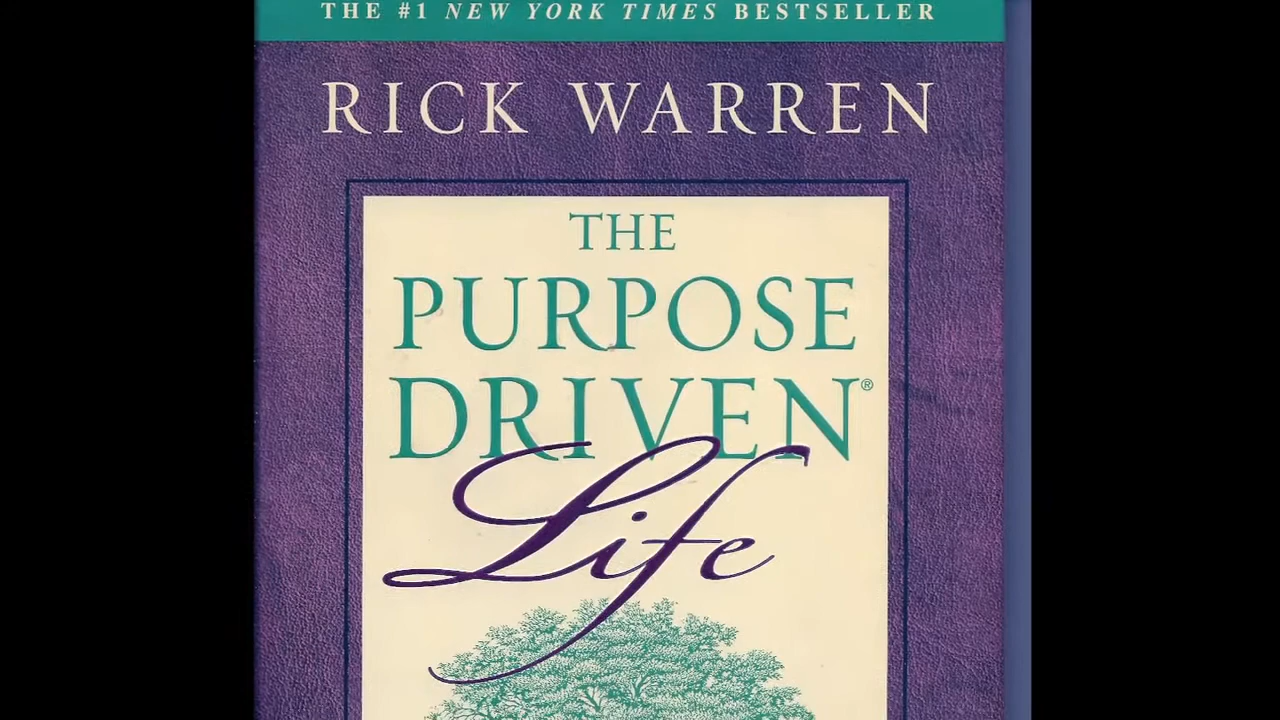 THE #1 NEW YORK TIMES BESTSELLER
RICK WARREN
THE
PURPOSE
DRIVEN®
Life